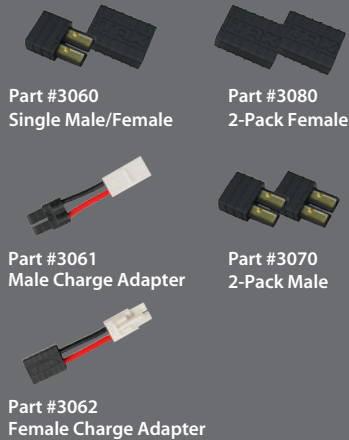 Part #3060
Single Male/Female
Part #3080
2-Pack Female
Part #3061
Male Charge Adapter
Part #3070
2-Pack Male
Part #3062
Female Charge Adapter